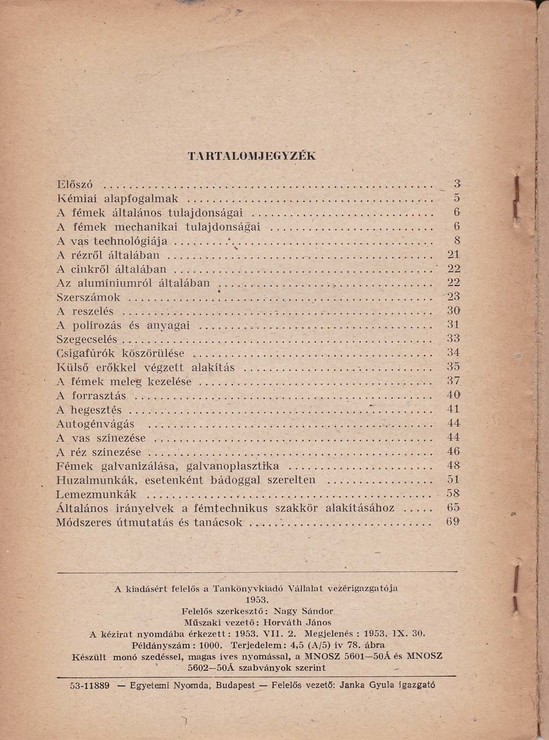 TARTALOMJEGYZÉK
Előszó 3
Kémiai alapfogalmak 5
A fémek általános tulajdonságai 6
A fémek mechanikai tulajdonságai 6
A vas technológiája 8
A rézről általában 21
A cinkről általában 22
Az alumíniumról általában 22
Szerszámok 23
A reszelés 30
A polírozás és anyagai 31
Szegecselés 33
Csigafúrók köszörülése 34
Külső erőkkel végzett alakítás 35
A fémek meleg kezelése 37
A forrasztás 40
A hegesztés 41
Autogénvágás 44
A vas színezése 44
A réz színezése 46
Fémek galvanizálása, galvanoplasztika 48
Huzalmunkák, esetenként bádoggal szerelten 51
Lemezmunkák 58
Általános irányelvek a fémtechnikus szakkör alakításához 65
Módszeres útmutatás és tanácsok 69
A kiadásért felelős a Tankönyvkiadó Vállalat vezérigazgatója
1953.
Felelős szerkesztő: Nagy Sándor
Műszaki vezető: Horváth János
A kézirat nyomdába érkezett: 1953. VII. 2. Megjelenés: 1953. IX. 30.
Példányszám: 1000. Terjedelem: 4,5 (A/5) ív 78. ábra
Készült monó szedéssel, magas íves nyomással, a MNOSZ 5601—50Á és MNOSZ
5602—50Á szabványok szerint
53-11889 — Egyetemi Nyomda, Budapest — Felelős vezető: Janka Gyula igazgató